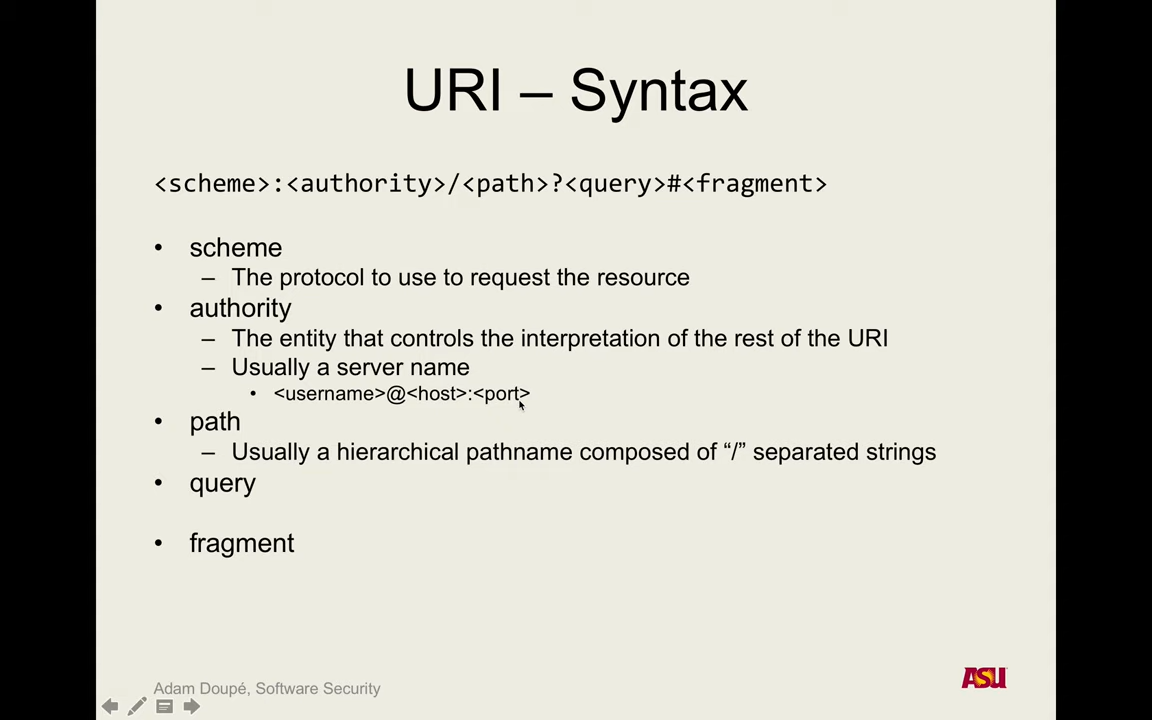 URI – Syntax
<scheme>:<authority>/<path>?<query>#<fragment>
• scheme
– The protocol to use to request the resource
• authority
– The entity that controls the interpretation of the rest of the URI
– Usually a server name
• <username>@<host>:<port>
• path
– Usually a hierarchical pathname composed of “/” separated strings
• query
• fragment
Adam Doupé, Software Security
ASU